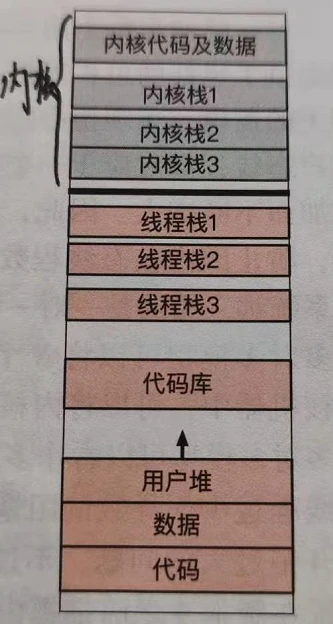 内核
内核代码及数据
内核栈1
内核栈2
内核栈3
线程栈1
线程栈2
线程栈3
代码库
用户堆
数据
代码